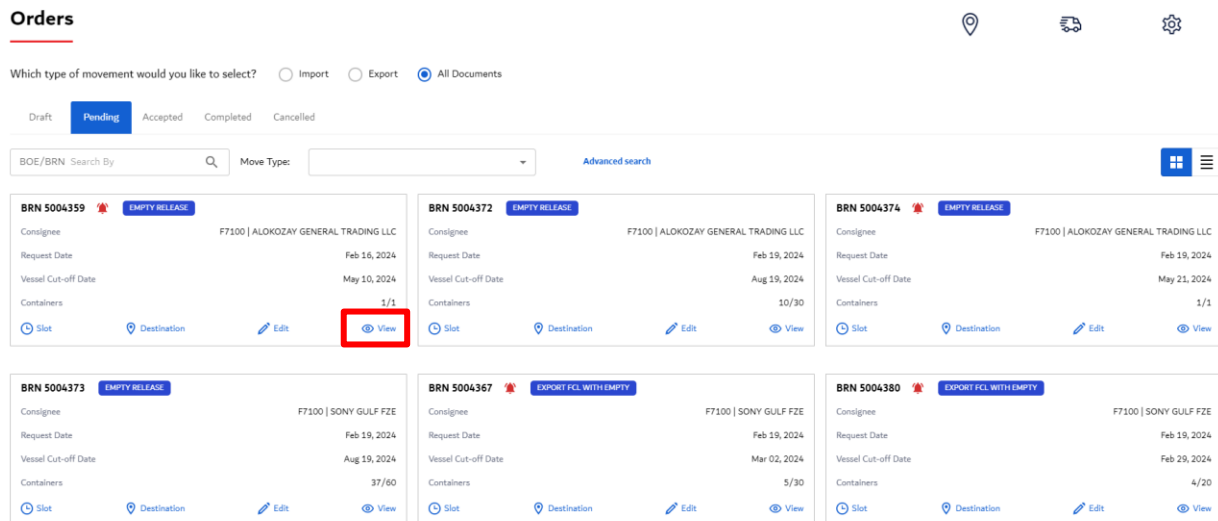 Orders
Which type of movement would you like to select? Import Export All Documents
Draft Pending Accepted Completed Cancelled
BOE/BRN Search By Move Type: Advanced search
BRN 5004359 EMPTY RELEASE
Consignee F7100 | ALOKOZAY GENERAL TRADING LLC
Request Date Feb 16, 2024
Vessel Cut-off Date May 10, 2024
Containers 1/1
Slot Destination Edit View
BRN 5004372 EMPTY RELEASE
Consignee F7100 | ALOKOZAY GENERAL TRADING LLC
Request Date Feb 19, 2024
Vessel Cut-off Date Aug 19, 2024
Containers 10/30
Slot Destination Edit View
BRN 5004374 EMPTY RELEASE
Consignee F7100 | ALOKOZAY GENERAL TRADING LLC
Request Date Feb 19, 2024
Vessel Cut-off Date May 21, 2024
Containers 1/1
Slot Destination Edit View
BRN 5004373 EMPTY RELEASE
Consignee F7100 | SONY GULF FZE
Request Date Feb 19, 2024
Vessel Cut-off Date Aug 19, 2024
Containers 37/60
Slot Destination Edit View
BRN 5004367 EXPORT FCL WITH EMPTY
Consignee F7100 | SONY GULF FZE
Request Date Feb 19, 2024
Vessel Cut-off Date Mar 02, 2024
Containers 5/30
Slot Destination Edit View
BRN 5004380 EXPORT FCL WITH EMPTY
Consignee F7100 | SONY GULF FZE
Request Date Feb 19, 2024
Vessel Cut-off Date Feb 29, 2024
Containers 4/20
Slot Destination Edit View